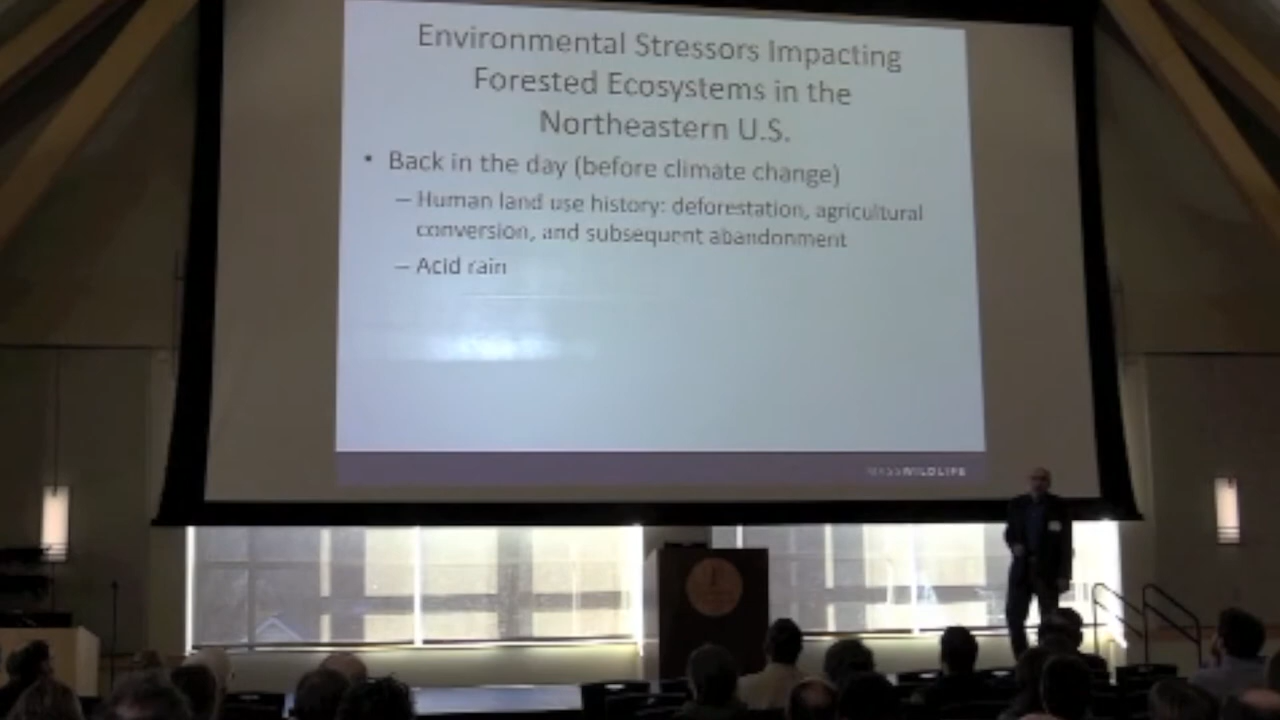 Environmental Stressors Impacting
Forested Ecosystems in the
Northeastern U.S.
• Back in the day (before climate change)
– Human land use history: deforestation, agricultural
conversion, and subsequent abandonment
– Acid rain
MASSWILDLIFE